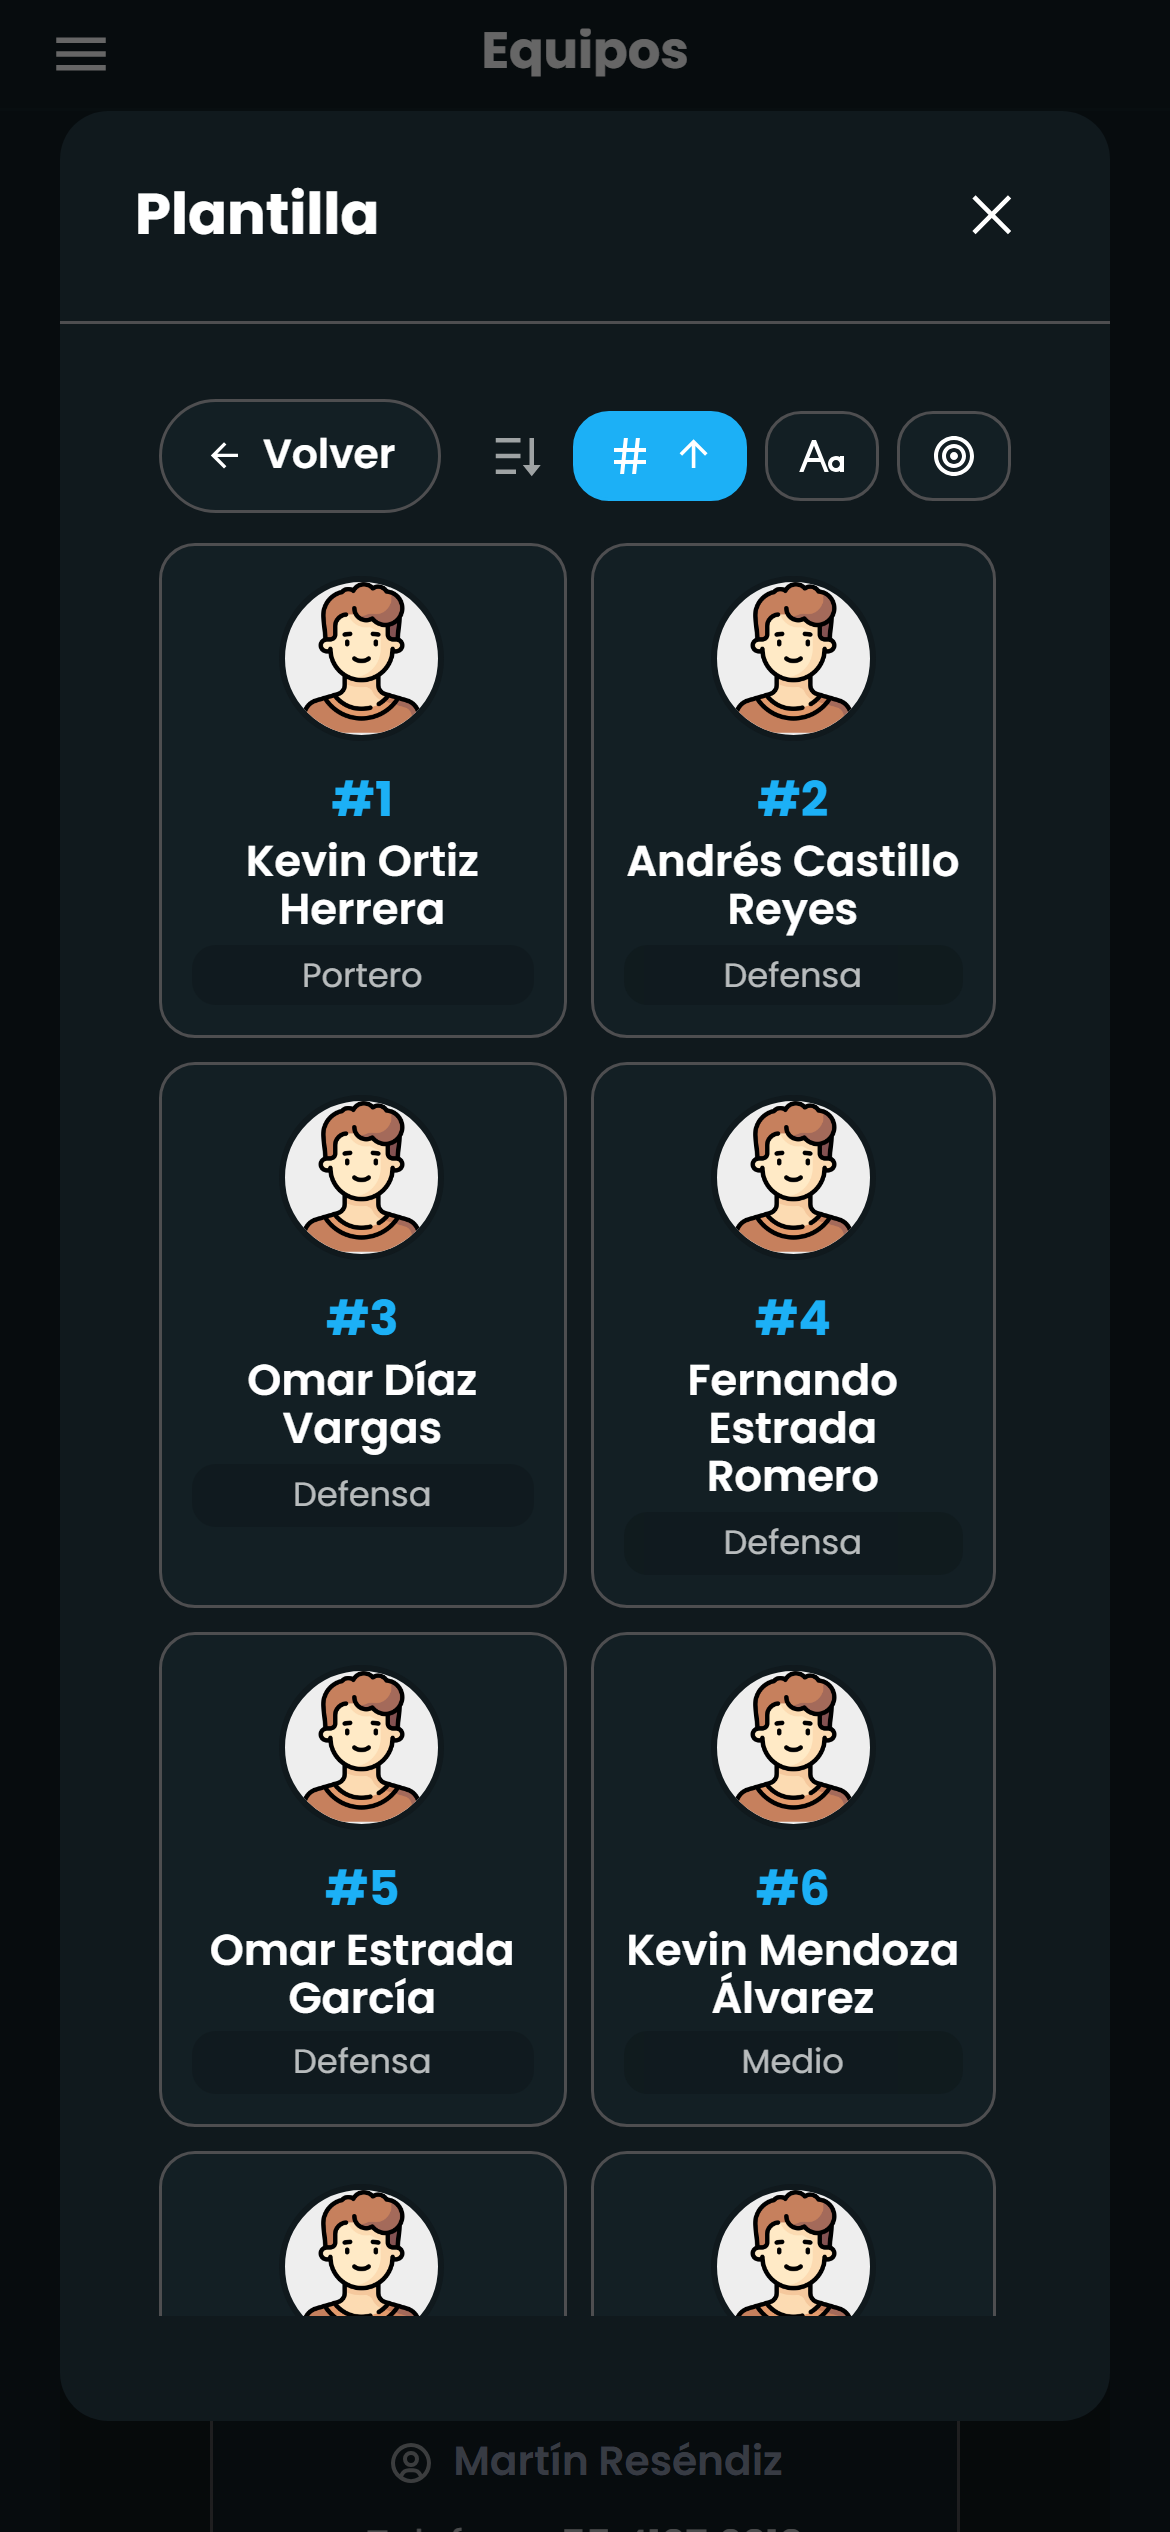 Equipos
Plantilla
Volver
#
Aa
#1
Kevin Ortiz
Herrera
Portero
#2
Andrés Castillo
Reyes
Defensa
#3
Omar Díaz
Vargas
Defensa
#4
Fernando
Estrada
Romero
Defensa
#5
Omar Estrada
García
Defensa
#6
Kevin Mendoza
Álvarez
Medio
Martín Reséndiz